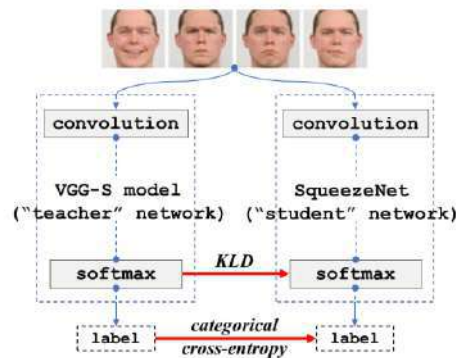 convolution
convolution
VGG-S model
("teacher" network)
SqueezeNet
("student" network)
softmax
KLD
softmax
label
categorical
cross-entropy
label